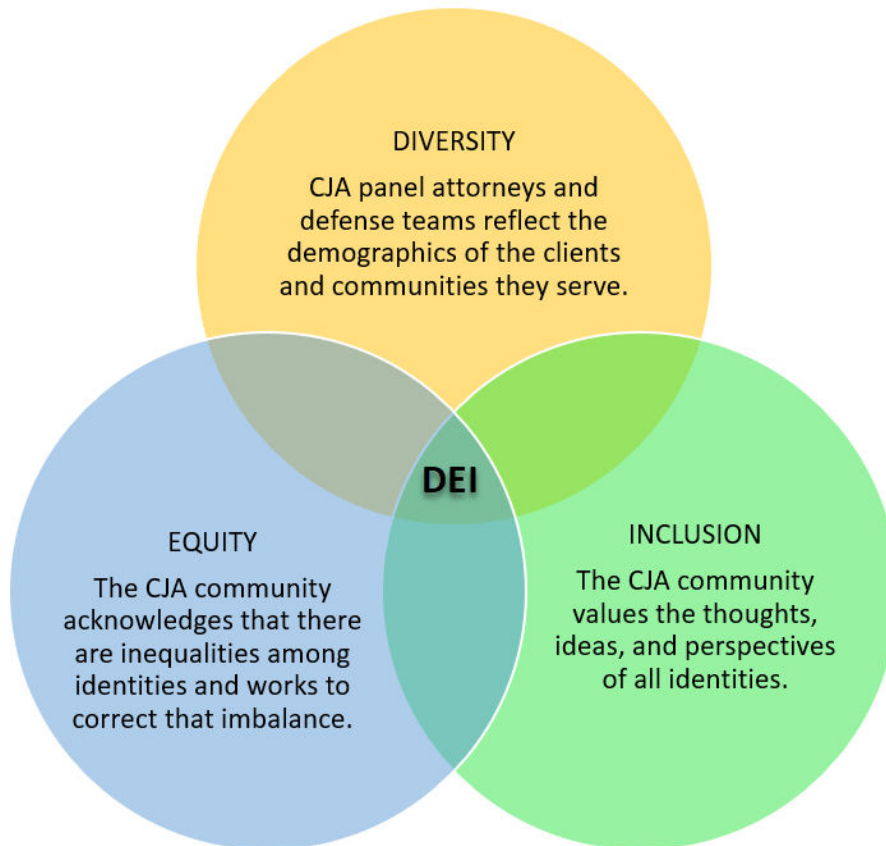 DIVERSITY
CJA panel attorneys and
defense teams reflect the
demographics of the clients
and communities they serve.
DEI
EQUITY
The CJA community
acknowledges that there
are inequalities among
identities and works to
correct that imbalance.
INCLUSION
The CJA community
values the thoughts,
ideas, and perspectives
of all identities.